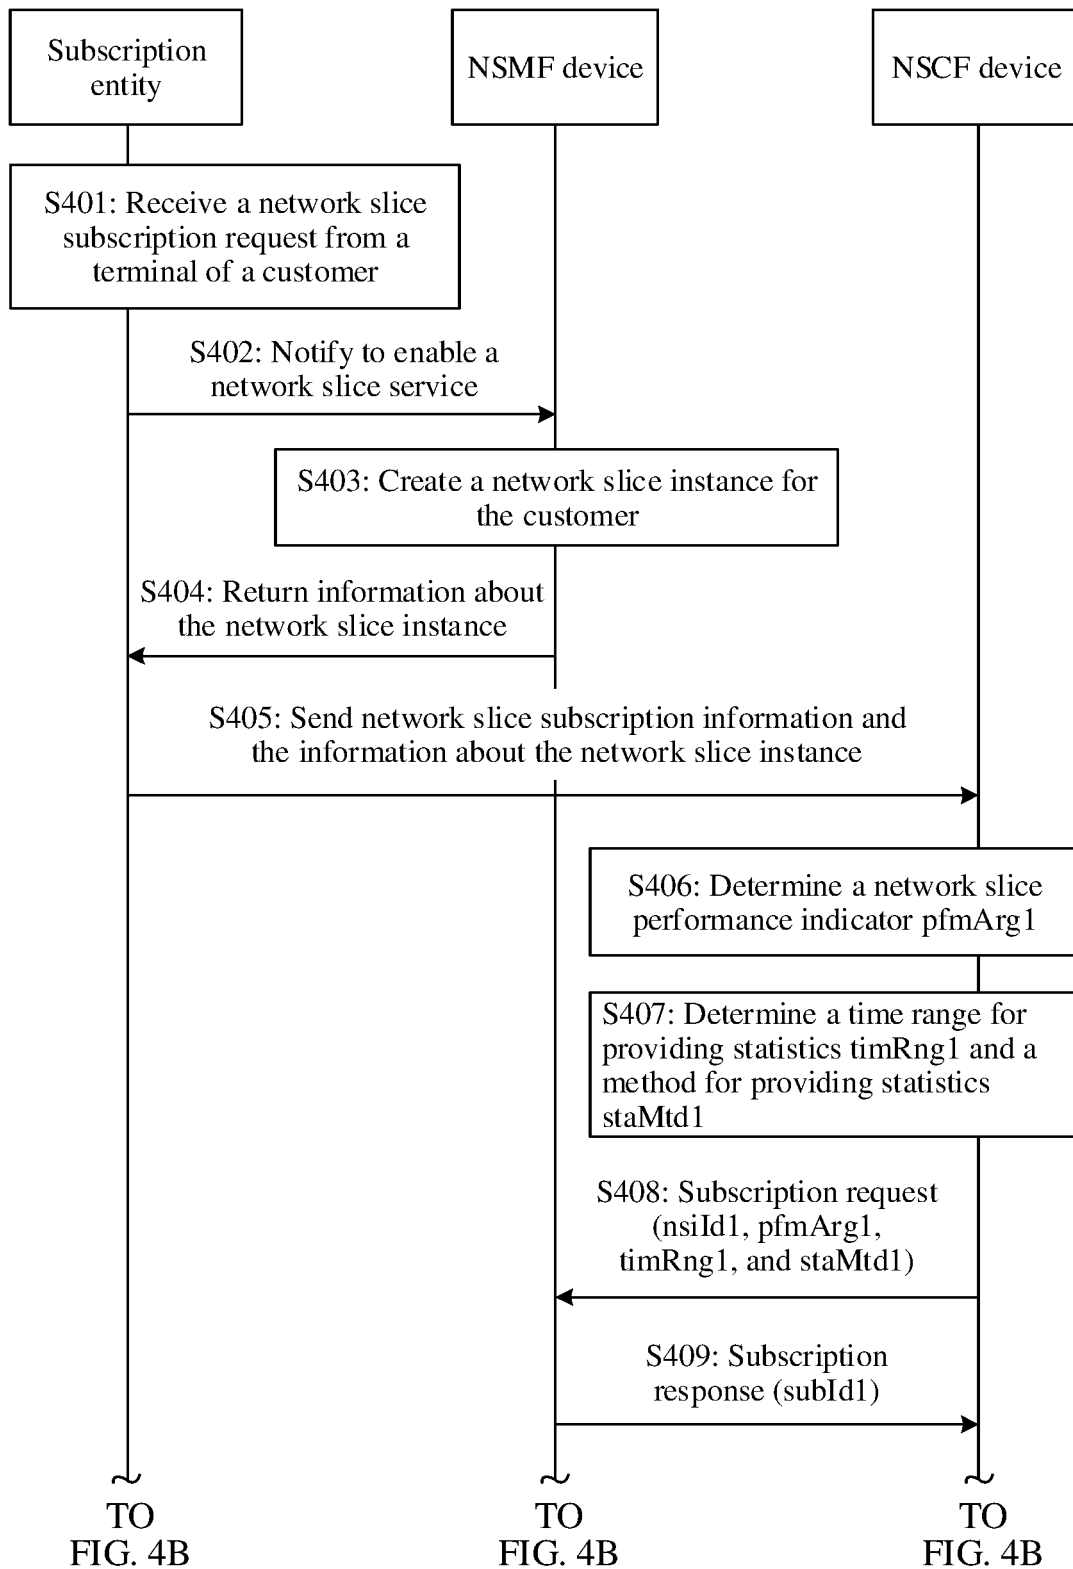 Subscription
entity
NSMF device
NSCF device
S401: Receive a network slice
subscription request from a
terminal of a customer
S402: Notify to enable a
network slice service
S403: Create a network slice instance for
the customer
S404: Return information about
the network slice instance
S405: Send network slice subscription information and
the information about the network slice instance
S406: Determine a network slice
performance indicator pfmArg1
S407: Determine a time range for
providing statistics timRng1 and a
method for providing statistics
staMtd1
S408: Subscription request
(nsiId1, pfmArg1,
timRng1, and staMtd1)
S409: Subscription
response (subId1)
TO
FIG. 4B
TO
FIG. 4B
TO
FIG. 4B